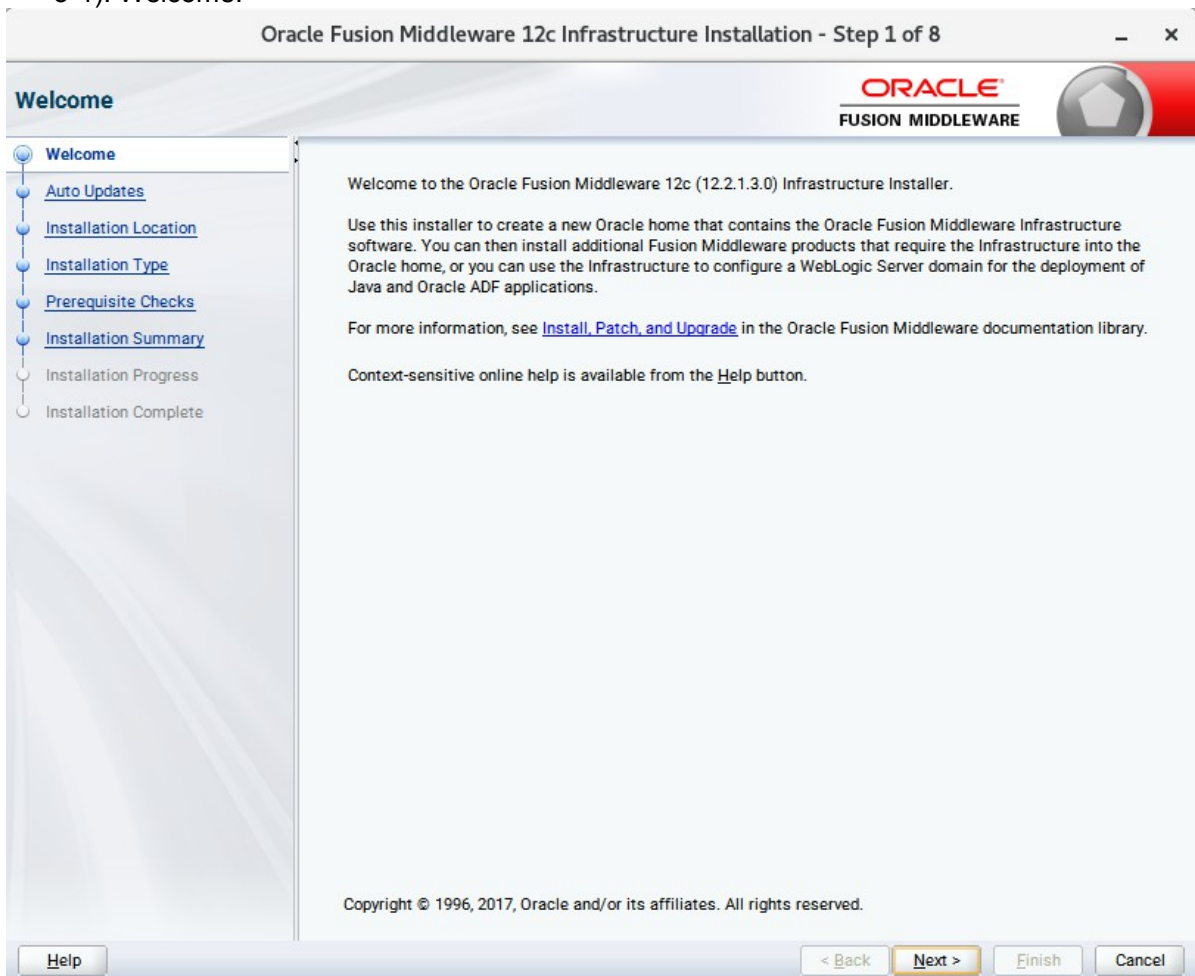 Welcome.
Oracle Fusion Middleware 12c Infrastructure Installation - Step 1 of 8
Welcome
ORACLE
FUSION MIDDLEWARE
Welcome
Auto Updates
Installation Location
Installation Type
Prerequisite Checks
Installation Summary
Installation Progress
Installation Complete
Welcome to the Oracle Fusion Middleware 12c (12.2.1.3.0) Infrastructure Installer.
Use this installer to create a new Oracle home that contains the Oracle Fusion Middleware Infrastructure
software. You can then install additional Fusion Middleware products that require the Infrastructure into the
Oracle home, or you can use the Infrastructure to configure a WebLogic Server domain for the deployment of
Java and Oracle ADF applications.
For more information, see Install, Patch, and Upgrade in the Oracle Fusion Middleware documentation library.
Context-sensitive online help is available from the Help button.
Copyright © 1996, 2017, Oracle and/or its affiliates. All rights reserved.
Help
< Back
Next >
Finish
Cancel